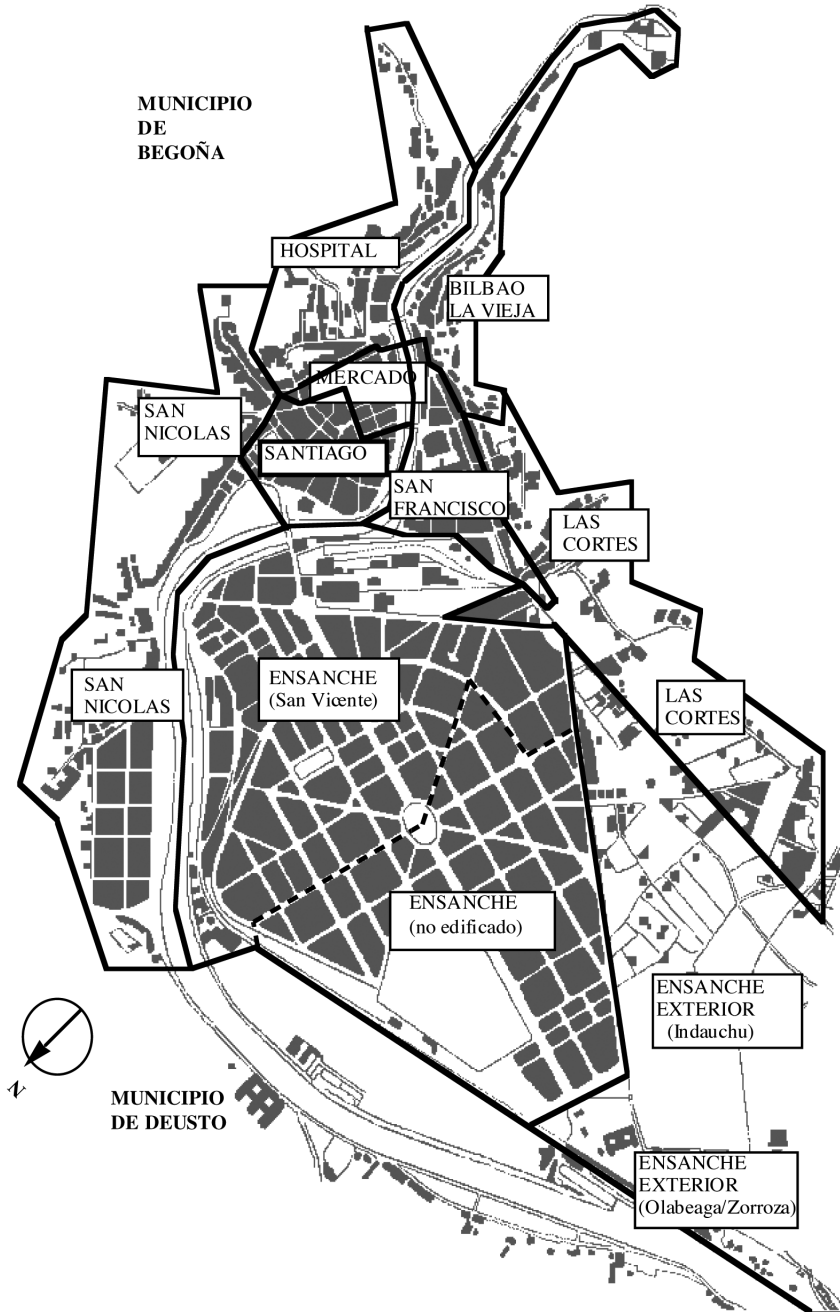 MUNICIPIO
DE
BEGOÑA
HOSPITAL
BILBAO
LA VIEJA
MERCADO
SAN
NICOLAS
SANTIAGO
SAN
FRANCISCO
LAS
CORTES
SAN
NICOLAS
ENSANCHE
(San Vicente)
LAS
CORTES
ENSANCHE
(no edificado)
ENSANCHE
EXTERIOR
(Indauchu)
N
MUNICIPIO
DE DEUSTO
ENSANCHE
EXTERIOR
(Olabeaga/Zorroza)